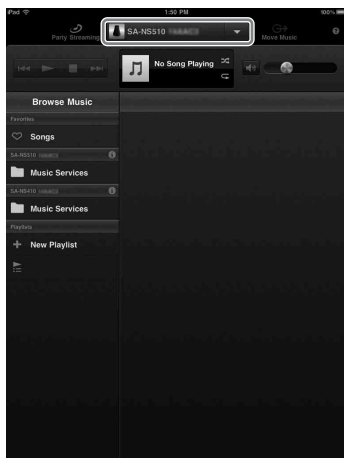 iPad
1:50 PM
100%
Party Streaming
SA-NS510
Move Music
No Song Playing
Browse Music
Favorites
Songs
SA-NS510
Music Services
SA-NS410
Music Services
Playlists
New Playlist